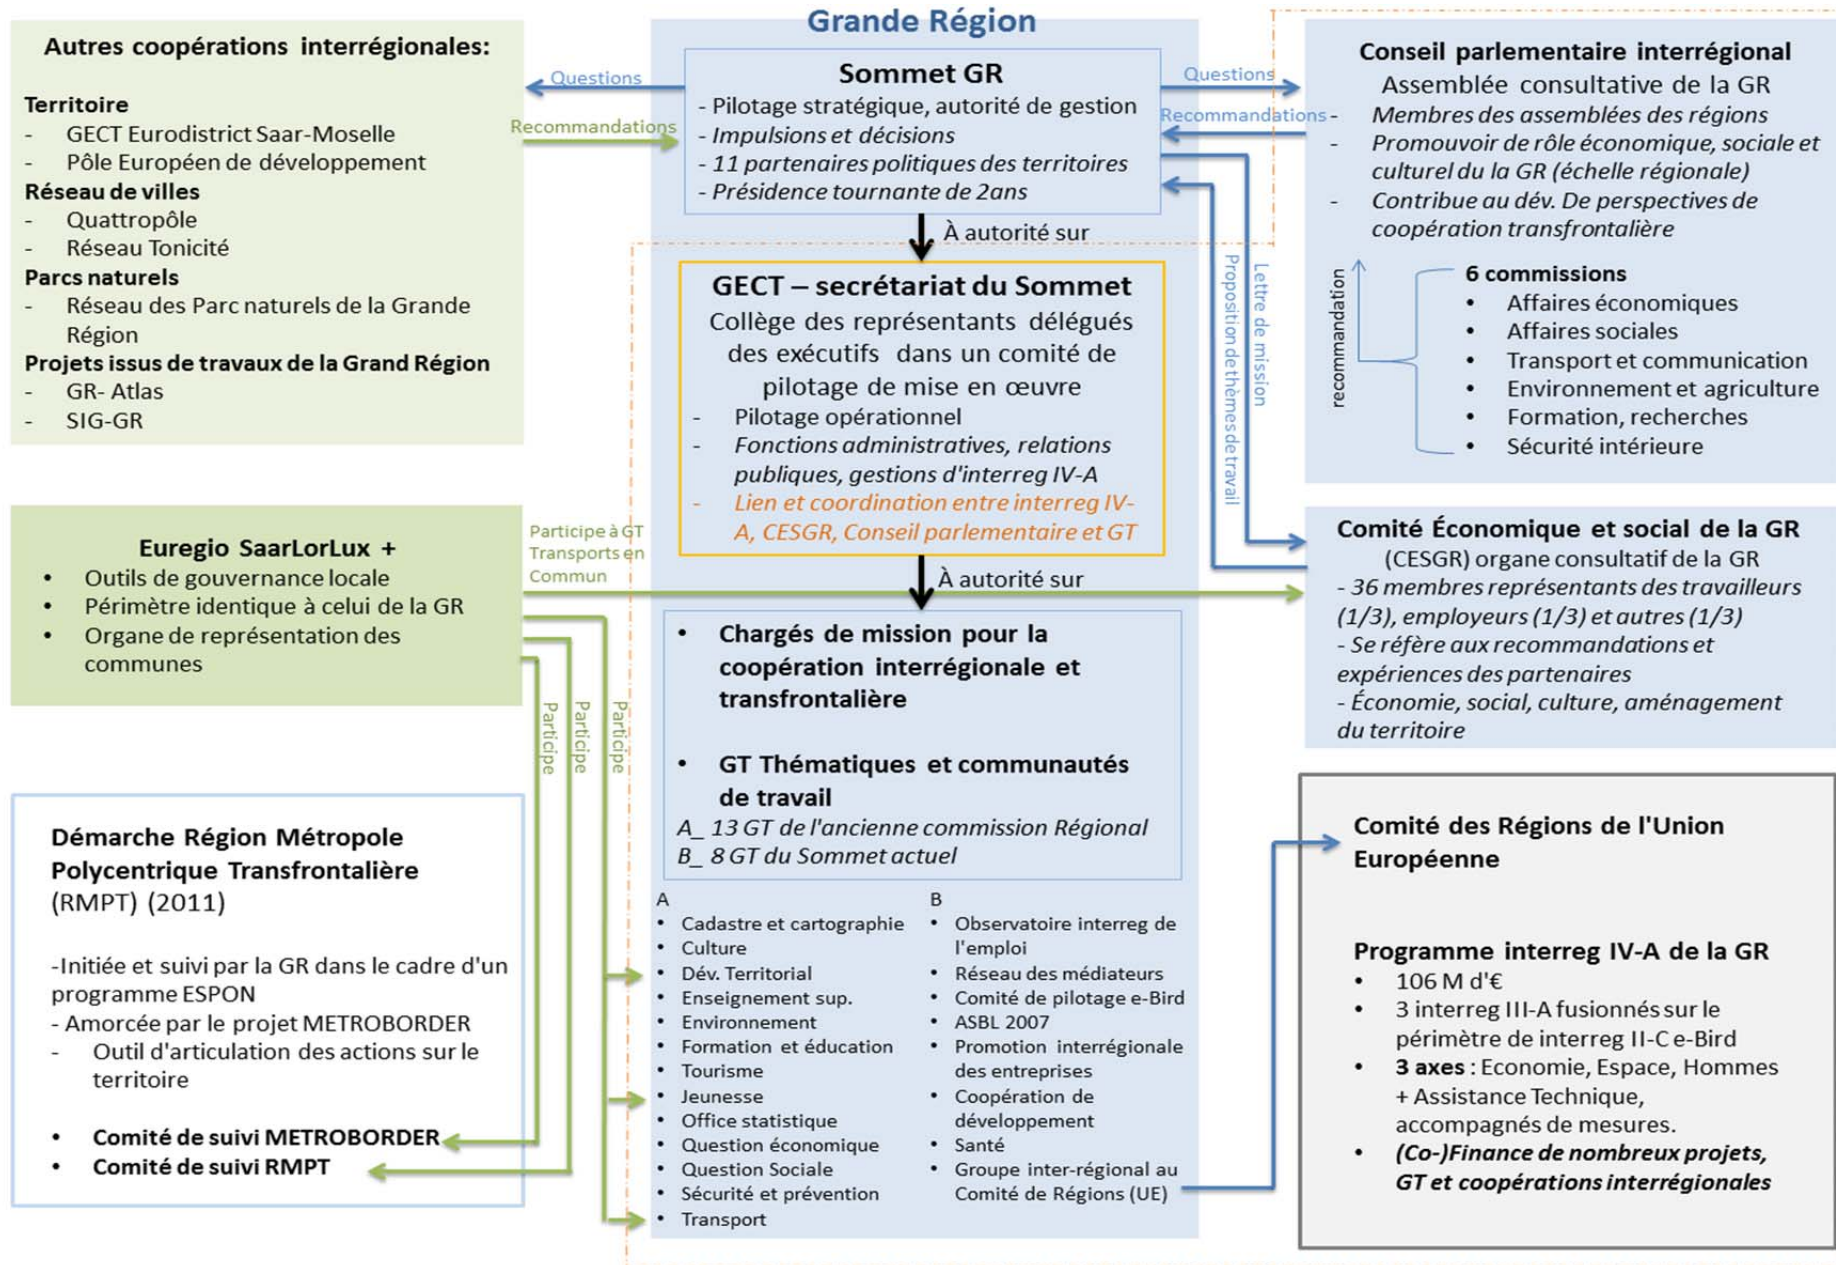 Grande Région
Autres coopérations interrégionales:
Territoire
- GECT Eurodistrict Saar-Moselle
- Pôle Européen de développement
Réseau de villes
- Quattropôle
- Réseau Tonicité
Parcs naturels
- Réseau des Parc naturels de la Grande
Région
Projets issus de travaux de la Grand Région
- GR- Atlas
- SIG-GR
Questions
Recommandations
Sommet GR
- Pilotage stratégique, autorité de gestion
- Impulsions et décisions
- 11 partenaires politiques des territoires
- Présidence tournante de 2ans
Questions
Recommandations
Conseil parlementaire interrégional
Assemblée consultative de la GR
- Membres des assemblées des régions
- Promouvoir de rôle économique, sociale et
culturel du la GR (échelle régionale)
- Contribue au dév. De perspectives de
coopération transfrontalière
recommandation
6 commissions
• Affaires économiques
• Affaires sociales
• Transport et communication
• Environnement et agriculture
• Formation, recherches
• Sécurité intérieure
À autorité sur
Lettre de mission
Proposition de thèmes de travail
GECT – secrétariat du Sommet
Collège des représentants délégués
des exécutifs dans un comité de
pilotage de mise en œuvre
- Pilotage opérationnel
- Fonctions administratives, relations
publiques, gestions d'interreg IV-A
- Lien et coordination entre interreg IV-
A, CESGR, Conseil parlementaire et GT
À autorité sur
Euregio SaarLorLux +
• Outils de gouvernance locale
• Périmètre identique à celui de la GR
• Organe de représentation des
communes
Participe à GT
Transports en
Commun
Participe
Participe
Participe
Comité Économique et social de la GR
(CESGR) organe consultatif de la GR
- 36 membres représentants des travailleurs
(1/3), employeurs (1/3) et autres (1/3)
- Se réfère aux recommandations et
expériences des partenaires
- Économie, social, culture, aménagement
du territoire
• Chargés de mission pour la
coopération interrégionale et
transfrontalière
• GT Thématiques et communautés
de travail
A_ 13 GT de l'ancienne commission Régional
B_ 8 GT du Sommet actuel
A
• Cadastre et cartographie
• Culture
• Dév. Territorial
• Enseignement sup.
• Environnement
• Formation et éducation
• Tourisme
• Jeunesse
• Office statistique
• Question économique
• Question Sociale
• Sécurité et prévention
• Transport
B
• Observatoire interreg de
l'emploi
• Réseau des médiateurs
• Comité de pilotage e-Bird
• ASBL 2007
• Promotion interrégionale
des entreprises
• Coopération de
développement
• Santé
• Groupe inter-régional au
Comité de Régions (UE)
Démarche Région Métropole
Polycentrique Transfrontalière
(RMPT) (2011)
-Initiée et suivi par la GR dans le cadre d'un
programme ESPON
- Amorcée par le projet METROBORDER
- Outil d'articulation des actions sur le
territoire
• Comité de suivi METROBORDER
• Comité de suivi RMPT
Comité des Régions de l'Union
Européenne
Programme interreg IV-A de la GR
• 106 M d'€
• 3 interreg III-A fusionnés sur le
périmètre de interreg II-C e-Bird
• 3 axes : Economie, Espace, Hommes
+ Assistance Technique,
accompagnés de mesures.
• (Co-)Finance de nombreux projets,
GT et coopérations interrégionales